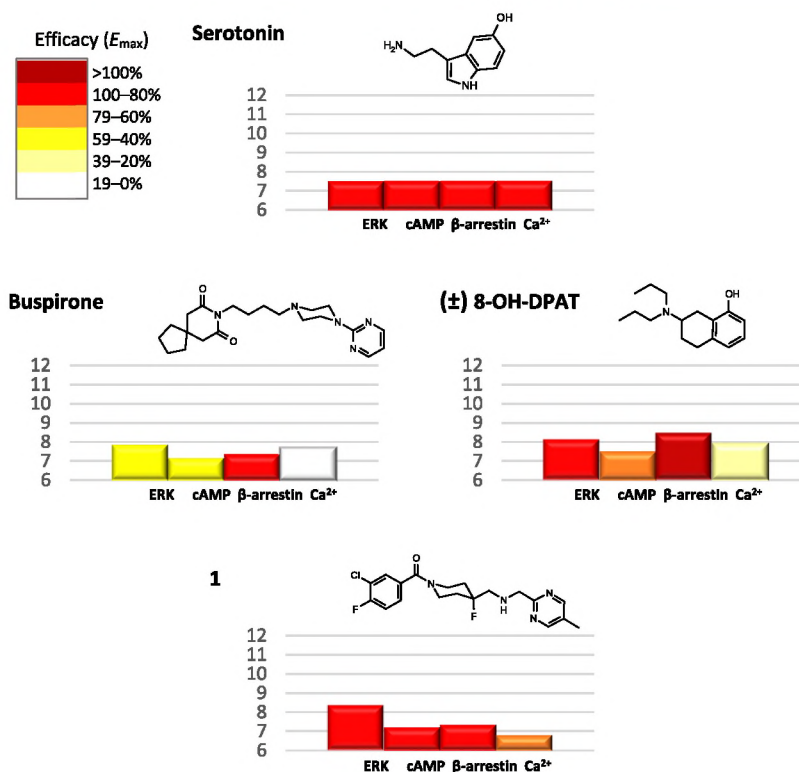 Efficacy (Emax)
>100%
100–80%
79–60%
59–40%
39–20%
19–0%
Serotonin
H₂N
OH
NH
12
11
10
9
8
7
6
ERK cAMP β-arrestin Ca²⁺
Buspirone
O
N
O
N
N
N
N
12
11
10
9
8
7
6
ERK cAMP β-arrestin Ca²⁺
(±) 8-OH-DPAT
OH
N
12
11
10
9
8
7
6
ERK cAMP β-arrestin Ca²⁺
1
O
Cl
N
F
F
N
H
N
N
12
11
10
9
8
7
6
ERK cAMP β-arrestin Ca²⁺